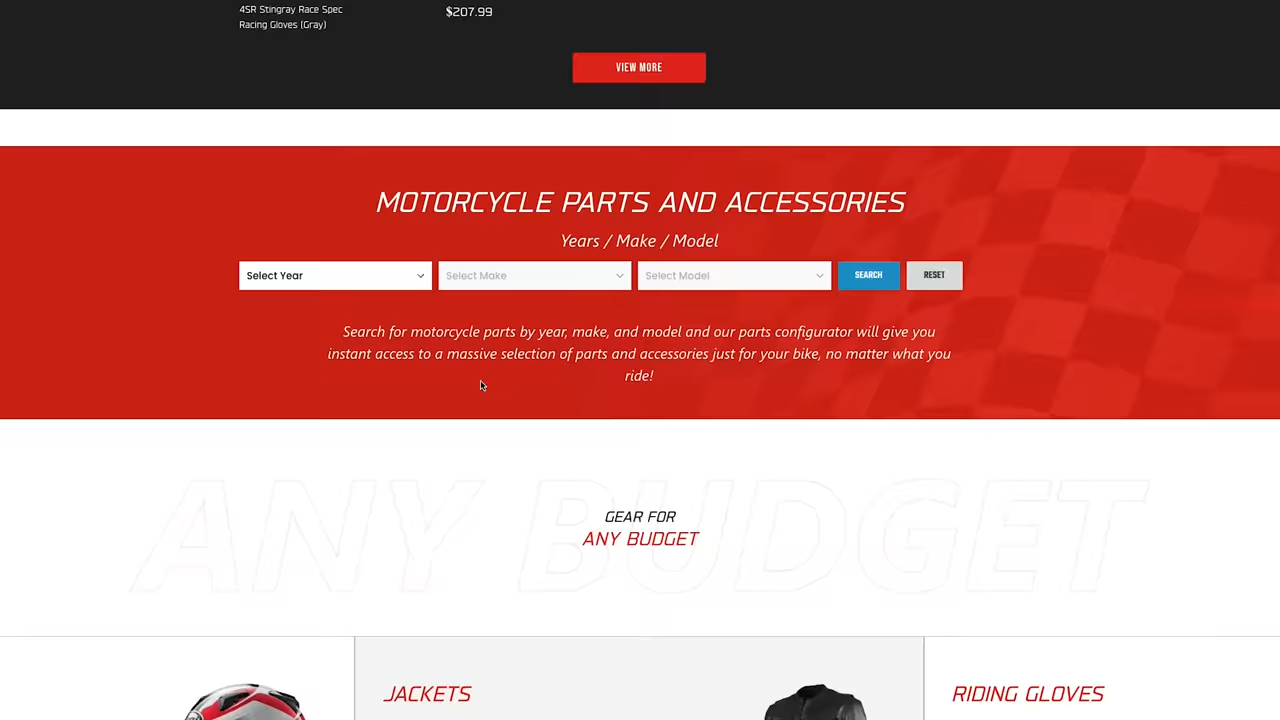 4SR Stingray Race Spec
Racing Gloves (Gray)
$207.99
VIEW MORE
MOTORCYCLE PARTS AND ACCESSORIES
Years / Make / Model
Select Year
Select Make
Select Model
SEARCH
RESET
Search for motorcycle parts by year, make, and model and our parts configurator will give you
instant access to a massive selection of parts and accessories just for your bike, no matter what you
ride!
ANY BUDGET
GEAR FOR
ANY BUDGET
JACKETS
RIDING GLOVES